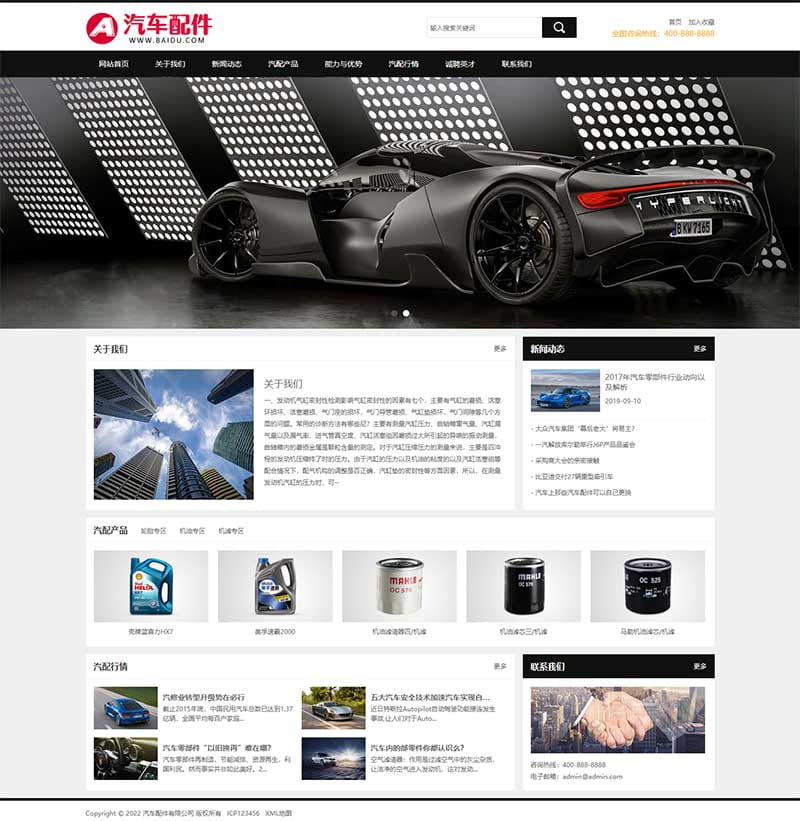 汽车配件
WWW.BAIDU.COM
输入搜索关键词
首页 加入收藏
全国咨询热线：400-888-8888
网站首页 关于我们 新闻动态 汽配产品 能力与优势 汽配行情 诚聘英才 联系我们
HYPERLIGHT
B KV 7165
关于我们 更多
关于我们
一、发动机气缸密封性检测影响气缸密封性的因素有七个，主要有气缸的磨损、活塞
环损坏、活塞磨损、气门座的损坏、气门导管磨损、气缸垫损坏、气门间隙等几个方
面的问题。常用的诊断方法有哪些呢？主要有测量汽缸压力、曲轴箱窜气量、汽缸漏
气量以及漏气率、进气管真空度、汽缸活塞组因磨损过大所引起的异响的振动测量、
曲轴箱内的磨损金属是颗粒含量的测定。对于汽缸压缩压力的测量来说，主要是四冲
程的发动机压缩终了时的压力。由于汽缸的压力以及机油的粘度的以及汽缸活塞组等
配合情况下、配气机构的调整是否正确、汽缸垫的密封性等方面因素，所以，在测量
发动机汽缸的压力时，可~
新闻动态 更多
2017年汽车零部件行业动向以
及解析
2019-09-10
· 大众汽车集团“幕后老大”将易主？
· 一汽解放库尔勒举行J6P产品品鉴会
· 采购商大会的亲密接触
· 比亚迪交付27辆重型牵引车
· 汽车上那些汽车配件可以自己更换
汽配产品 轮胎专区 机油专区 机滤专区
Shell
HELIX
HX7
MAHLE
OC 576
MAHLE
OC 576
OC 525
壳牌蓝喜力HX7
美孚速霸2000
机油滤清器四/机滤
机油滤芯三/机滤
马勒机油滤芯/机滤
汽配行情 更多
汽修业转型升级势在必行
截止2015年底，中国民用汽车总数已达到1.37
亿辆，全国平均每百户家庭...
五大汽车安全技术加速汽车实现自...
近日特斯拉Autopilot自动驾驶功能接连发生
事故,让人们对于Auto...
汽车零部件“以旧换再”难在哪？
汽车零部件再制造，节能减排、资源再生，利
国利民。然而事实并非如此美好。2...
汽车内的部零件你都认识么？
空气滤清器：作用是过滤空气中的灰尘杂质，
让洁净的空气进入发动机，这对发动...
联系我们 更多
咨询热线：400-888-8888
电子邮箱：admin@admin.com
Copyright © 2022 汽车配件有限公司 版权所有 ICP123456 XML地图